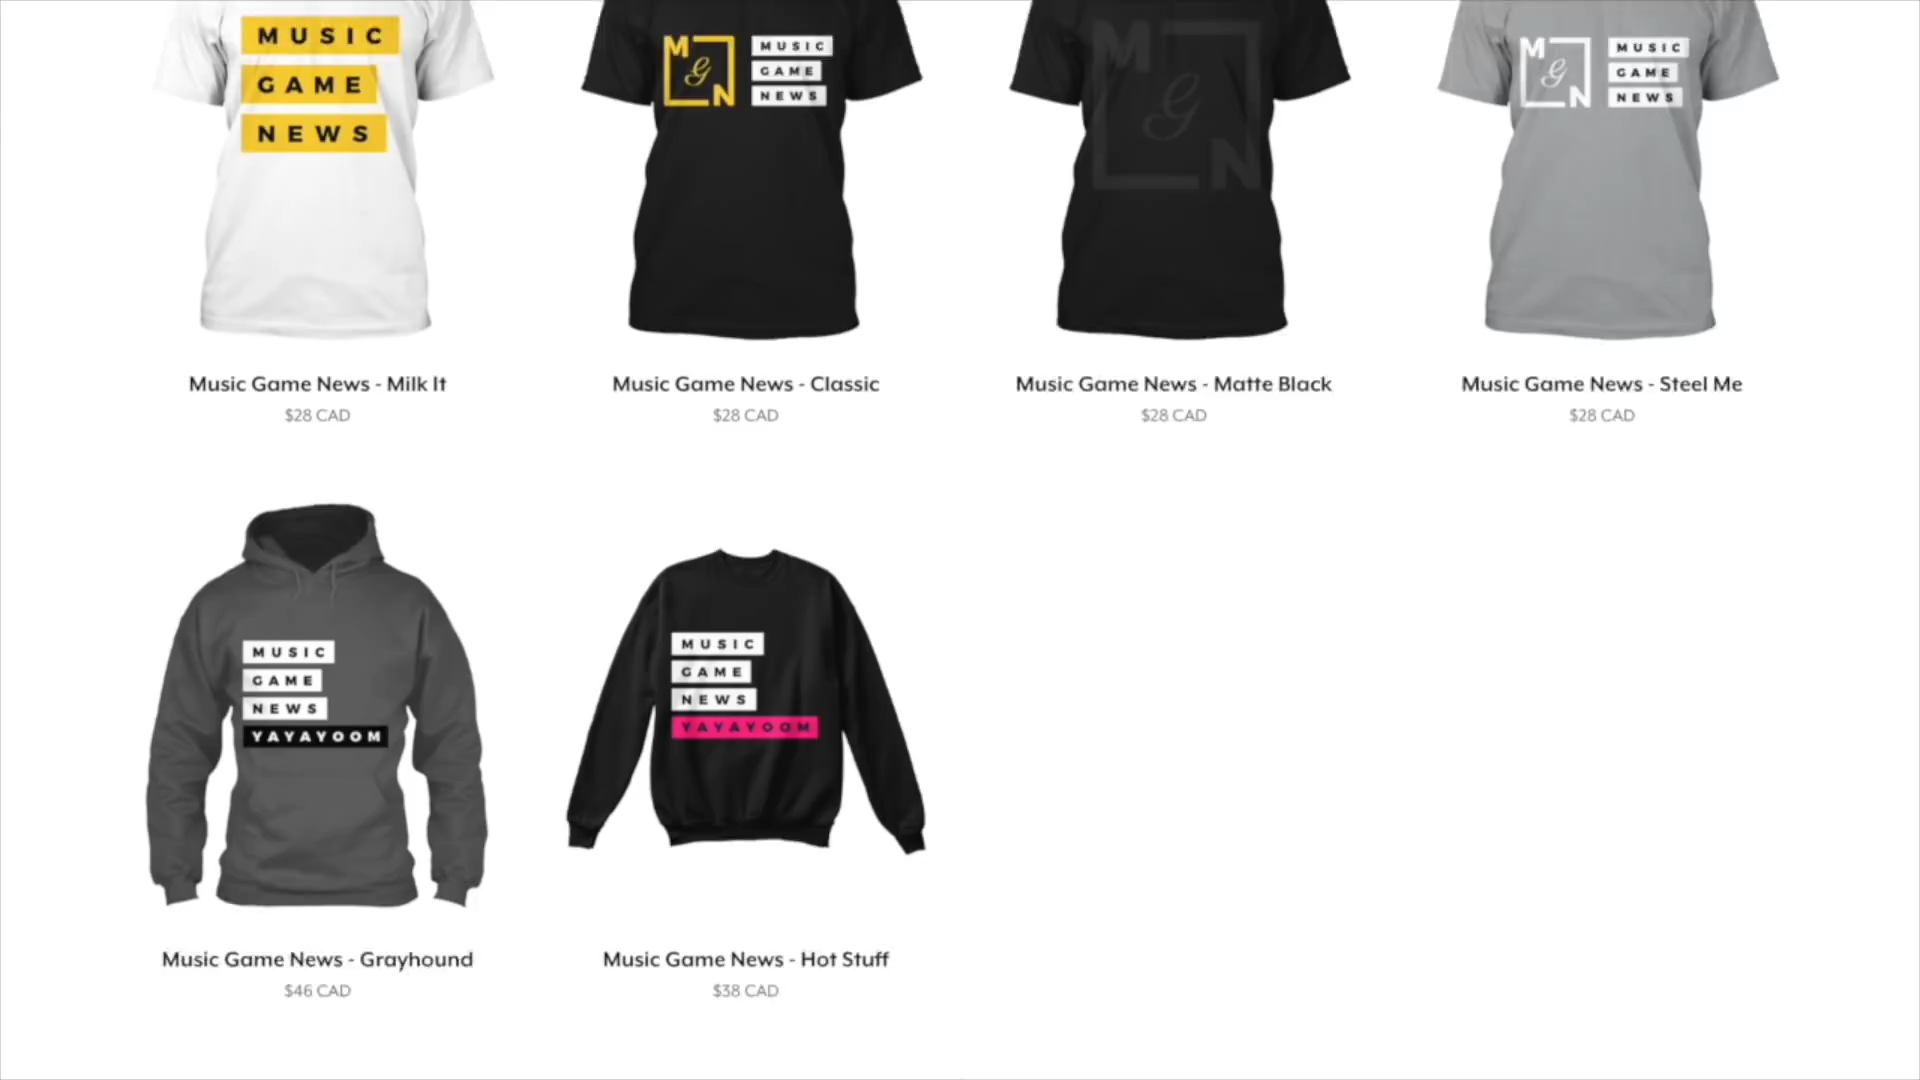 MUSIC
GAME
NEWS
M
G
N
MUSIC
GAME
NEWS
M
G
N
M
G
N
MUSIC
GAME
NEWS
Music Game News - Milk It
$28 CAD
Music Game News - Classic
$28 CAD
Music Game News - Matte Black
$28 CAD
Music Game News - Steel Me
$28 CAD
MUSIC
GAME
NEWS
YAYAYOOM
MUSIC
GAME
NEWS
YAYAYOOM
Music Game News - Grayhound
$46 CAD
Music Game News - Hot Stuff
$38 CAD